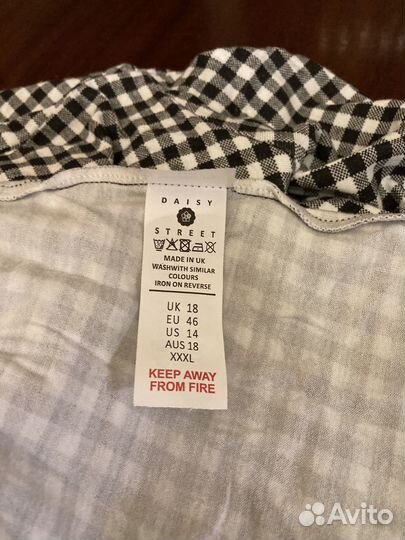 DAISY
STREET
MADE IN UK
WASHWITH SIMILAR
COLOURS
IRON ON REVERSE
UK 18
EU 46
US 14
AUS 18
XXXL
KEEP AWAY
FROM FIRE
Avito